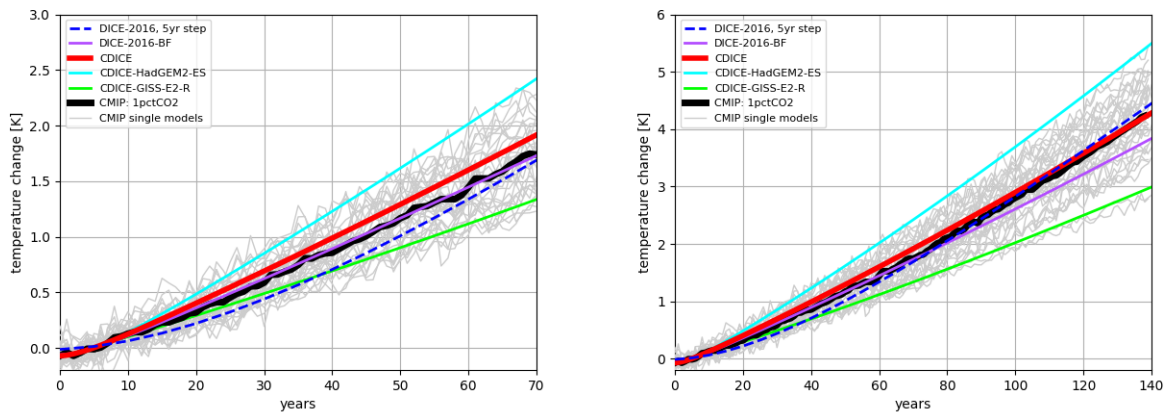 3.0
2.5
2.0
1.5
1.0
0.5
0.0
temperature change [K]
DICE-2016, 5yr step
DICE-2016-BF
CDICE
CDICE-HadGEM2-ES
CDICE-GISS-E2-R
CMIP: 1pctCO2
CMIP single models
0 10 20 30 40 50 60 70
years
6
5
4
3
2
1
0
temperature change [K]
DICE-2016, 5yr step
DICE-2016-BF
CDICE
CDICE-HadGEM2-ES
CDICE-GISS-E2-R
CMIP: 1pctCO2
CMIP single models
0 20 40 60 80 100 120 140
years